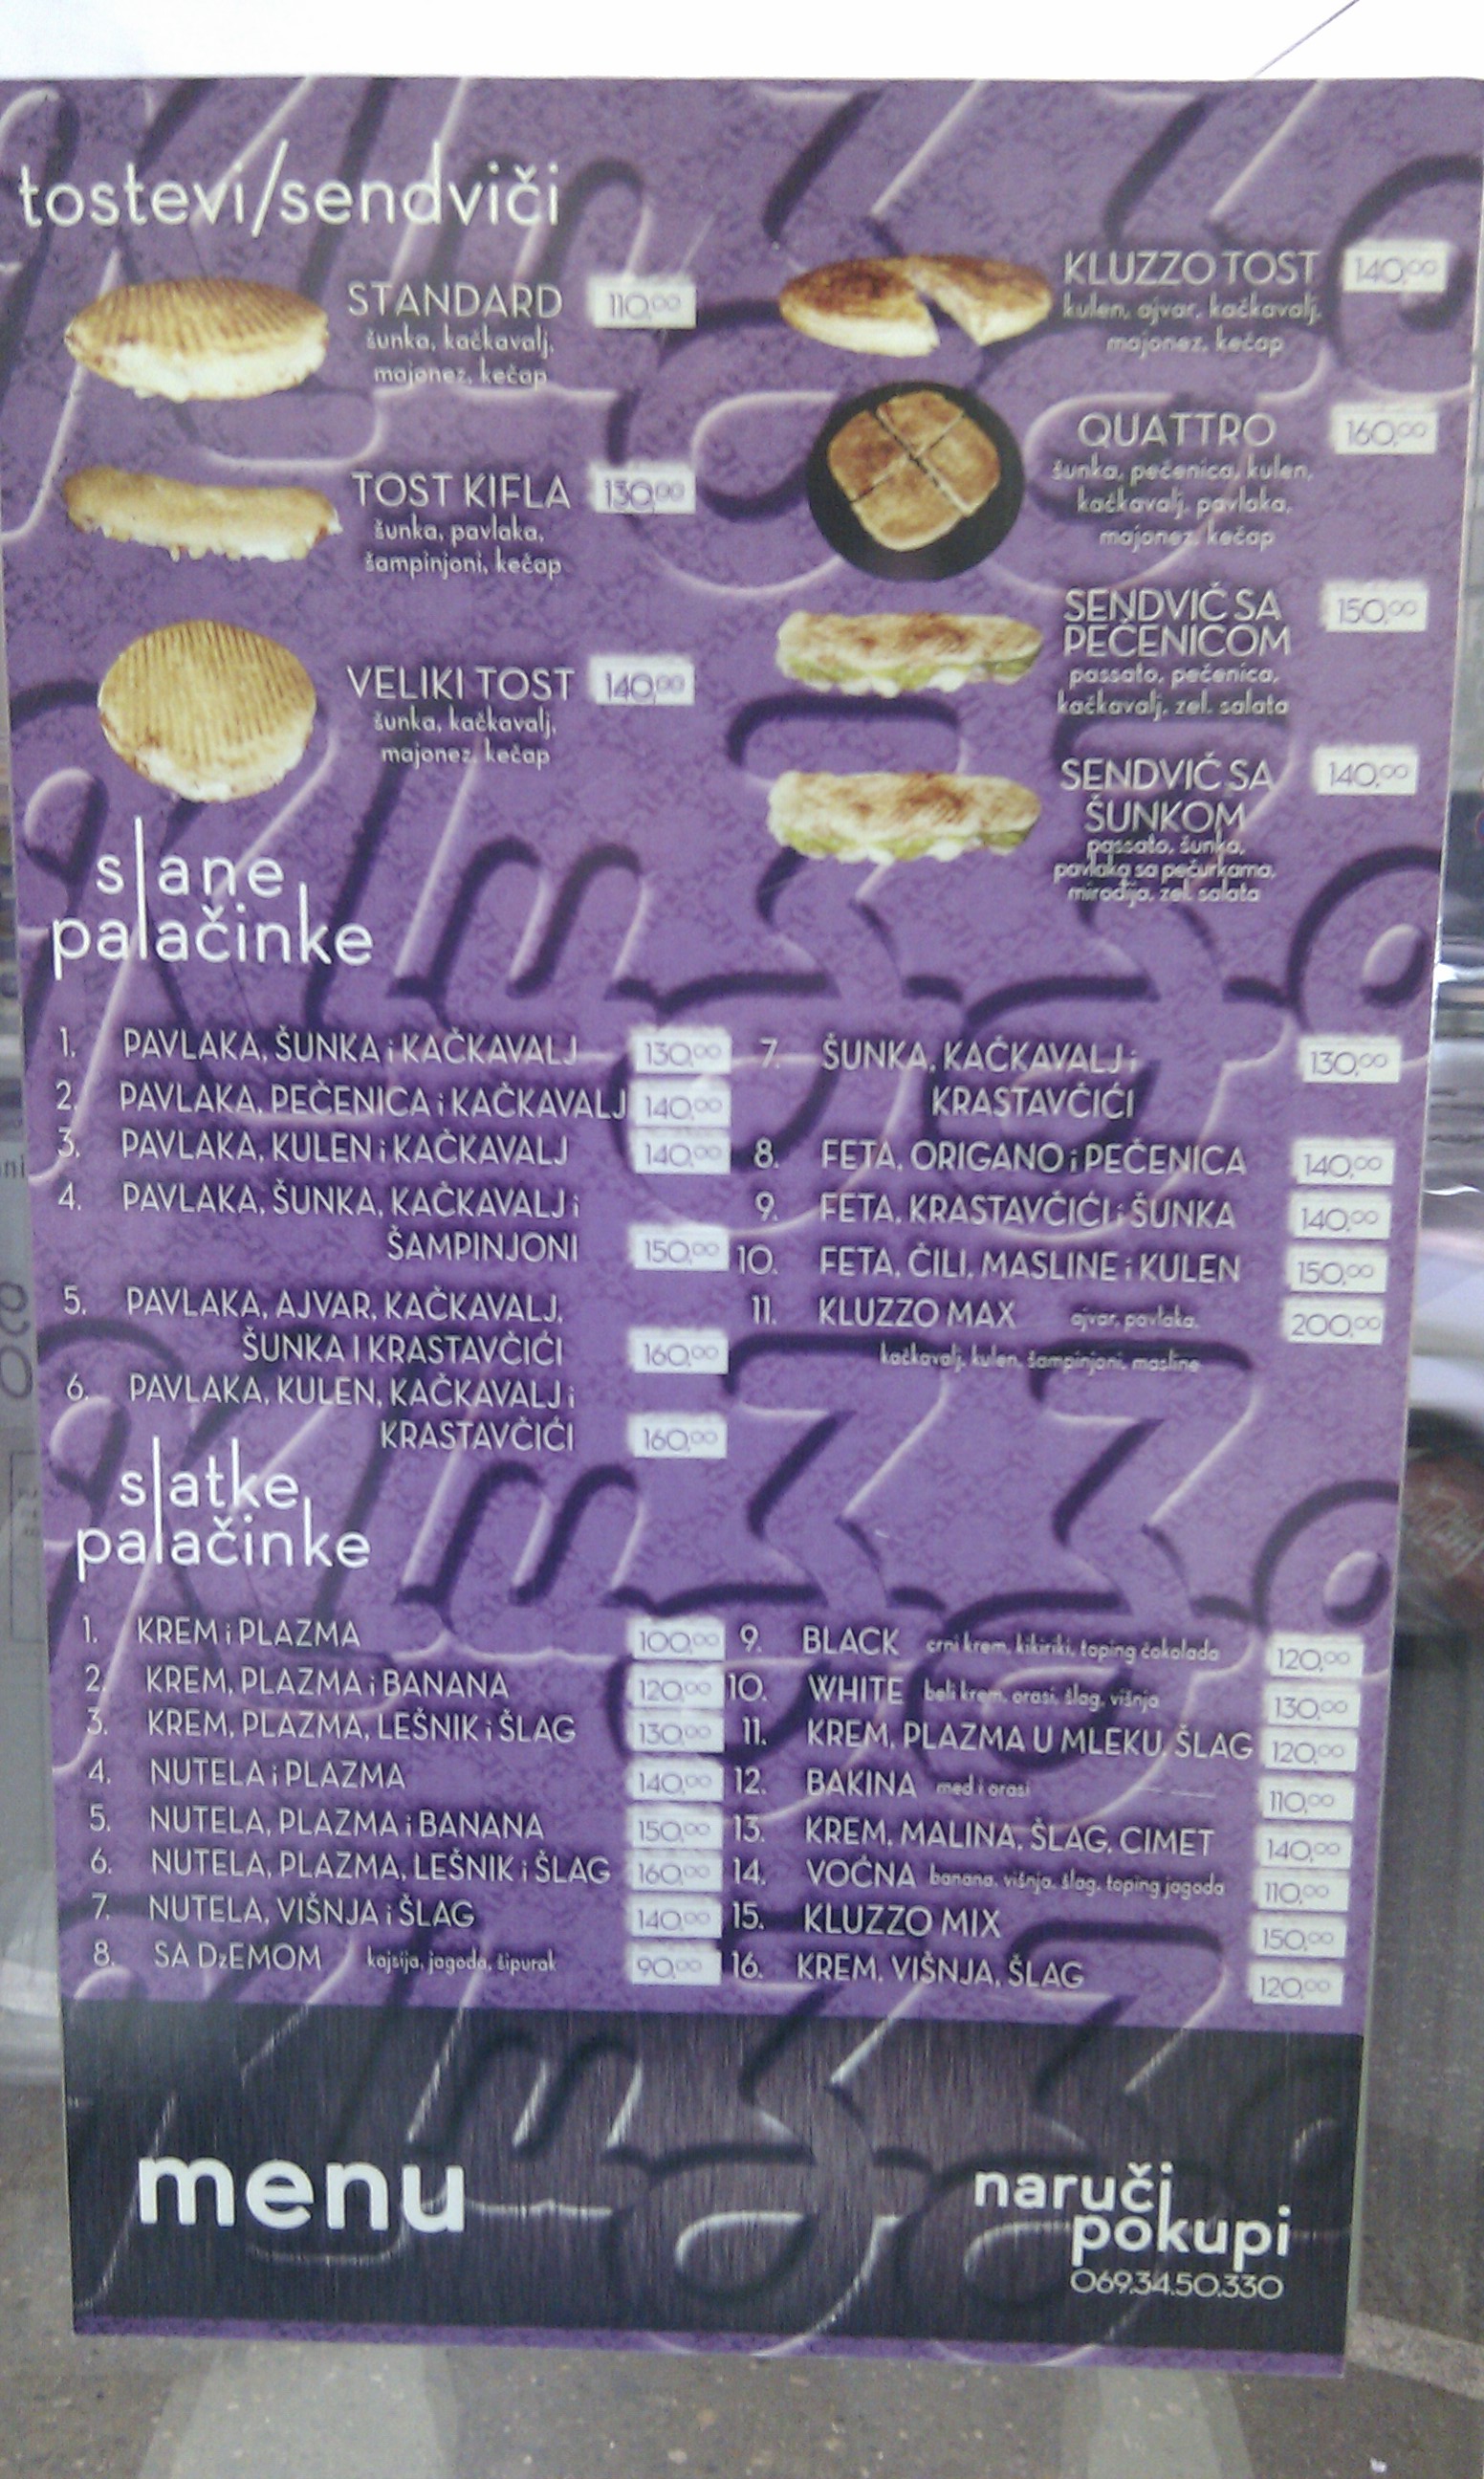 tostevi/sendviči
STANDARD 110,00
šunka, kačkavalj,
majonez, kečap
TOST KIFLA 130,00
šunka, pavlaka,
šampinjoni, kečap
VELIKI TOST 140,00
šunka, kačkavalj,
majonez, kečap
KLUZZO TOST 140,00
kulen, ajvar, kačkavalj,
majonez, kečap
QUATTRO 160,00
šunka, pečenica, kulen,
kačkavalj, pavlaka,
majonez, kečap
SENDVIČ SA 150,00
PEČENICOM
passato, pečenica,
kačkavalj, zel. salata
SENDVIČ SA 140,00
ŠUNKOM
passato, šunka,
pavlaka sa pečurkama,
mirođija, zel. salata
slane
palačinke
1. PAVLAKA, ŠUNKA i KAČKAVALJ 130,00
2. PAVLAKA, PEČENICA i KAČKAVALJ 140,00
3. PAVLAKA, KULEN i KAČKAVALJ 140,00
4. PAVLAKA, ŠUNKA, KAČKAVALJ i
ŠAMPINJONI 150,00
5. PAVLAKA, AJVAR, KAČKAVALJ,
ŠUNKA I KRASTAVČIĆI 160,00
6. PAVLAKA, KULEN, KAČKAVALJ i
KRASTAVČIĆI 160,00
7. ŠUNKA, KAČKAVALJ i 130,00
KRASTAVČIĆI
8. FETA, ORIGANO i PEČENICA 140,00
9. FETA, KRASTAVČIĆI i ŠUNKA 140,00
10. FETA, ČILI, MASLINE i KULEN 150,00
11. KLUZZO MAX ajvar, pavlaka, 200,00
kačkavalj, kulen, šampinjoni, masline
slatke
palačinke
1. KREM i PLAZMA 100,00
2. KREM, PLAZMA i BANANA 120,00
3. KREM, PLAZMA, LEŠNIK i ŠLAG 130,00
4. NUTELA i PLAZMA 140,00
5. NUTELA, PLAZMA i BANANA 150,00
6. NUTELA, PLAZMA, LEŠNIK i ŠLAG 160,00
7. NUTELA, VIŠNJA i ŠLAG 140,00
8. SA DzEMOM kajsija, jagoda, šipurak 90,00
9. BLACK crni krem, kikiriki, toping čokolada 120,00
10. WHITE beli krem, orasi, šlag, višnja 130,00
11. KREM, PLAZMA U MLEKU, ŠLAG 120,00
12. BAKINA med i orasi 110,00
13. KREM, MALINA, ŠLAG, CIMET 140,00
14. VOĆNA banana, višnja, šlag, toping jagoda 110,00
15. KLUZZO MIX 150,00
16. KREM, VIŠNJA, ŠLAG 120,00
menu
naruči
pokupi
069.34.50.330